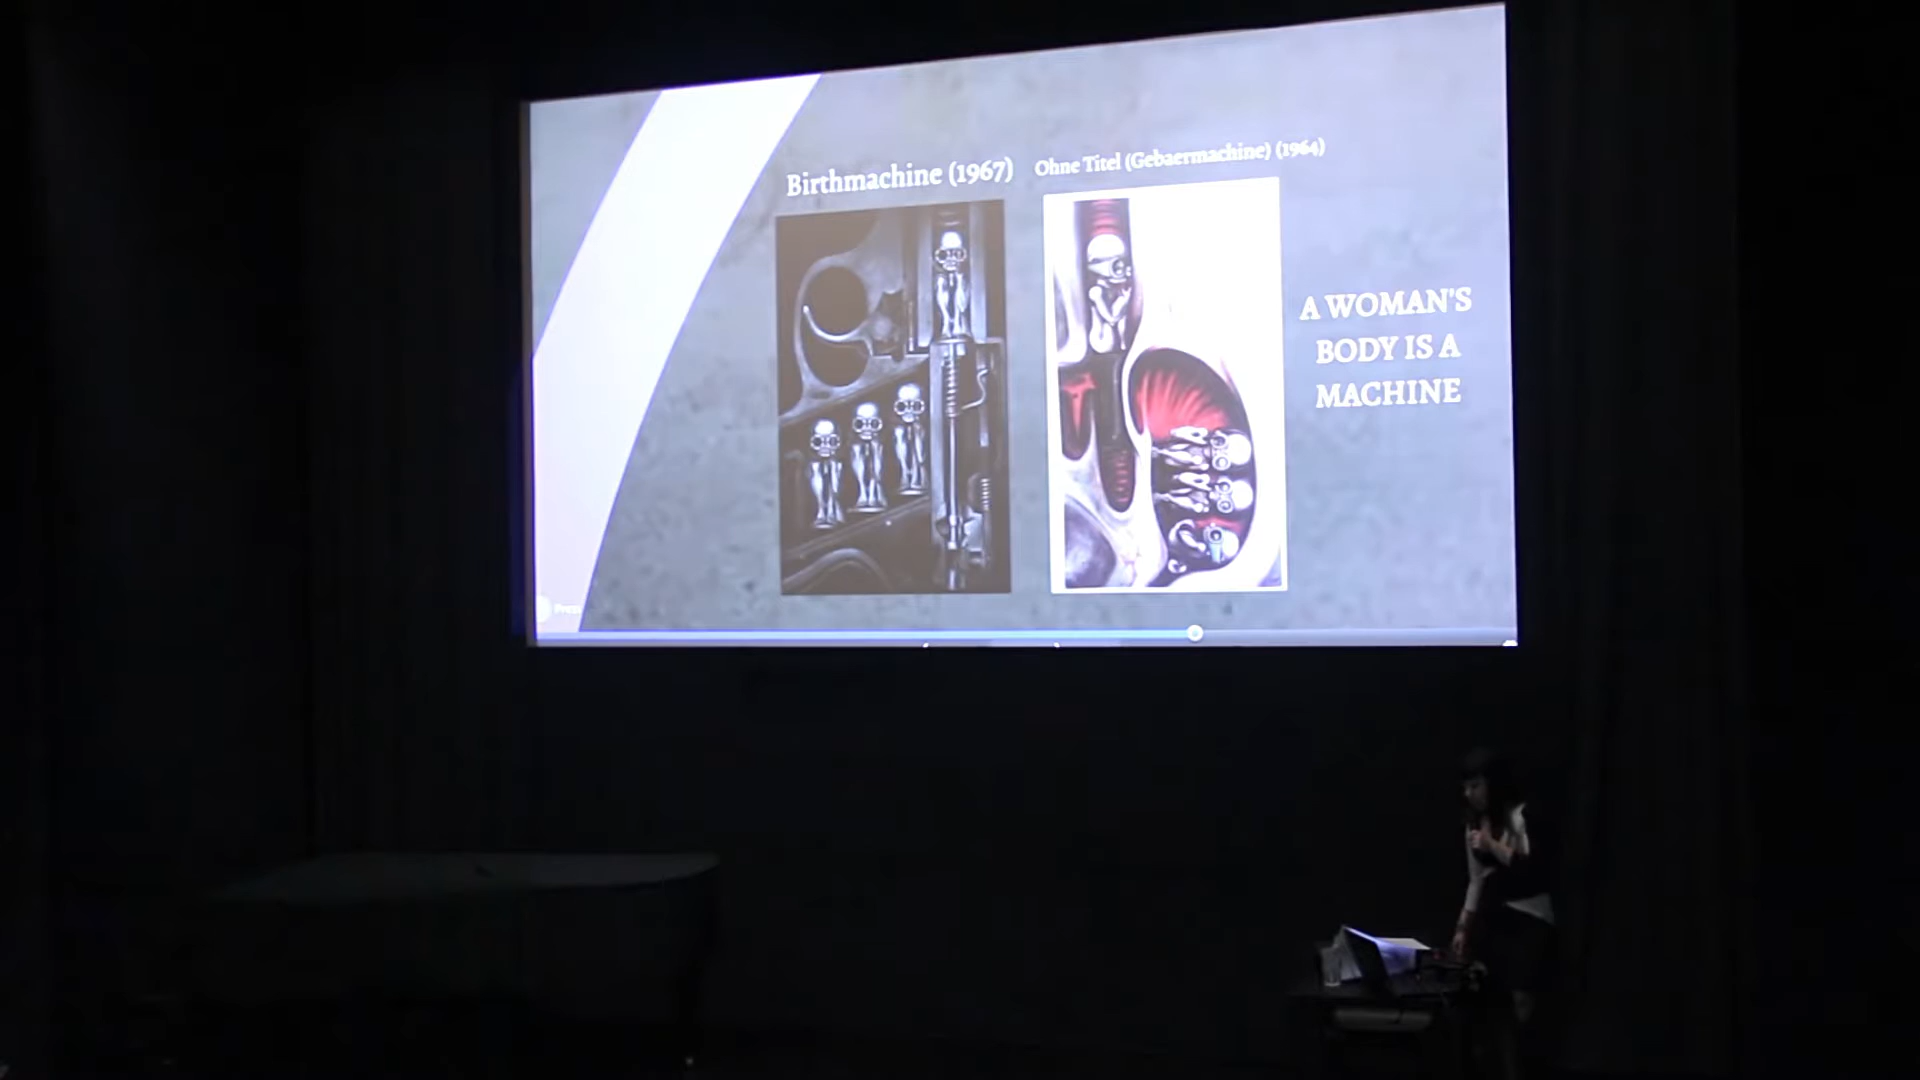 Birthmachine (1967)
Ohne Titel (Gebaermachine) (1964)
A WOMAN'S
BODY IS A
MACHINE